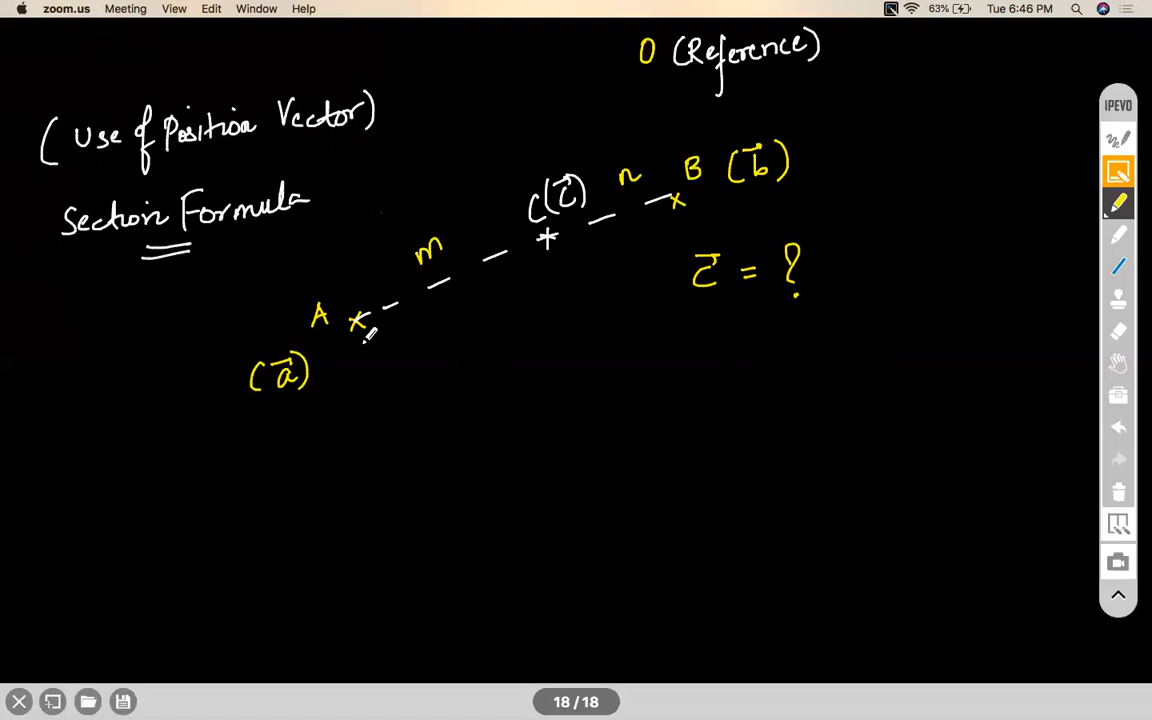 zoom.us Meeting View Edit Window Help 63% Tue 6:46 PM
O (Reference)
IPEVO
(Use of Position Vector)
Section Formula
C(c⃗) n B (b⃗)
m
c⃗ = ?
A
(a⃗)
18 / 18